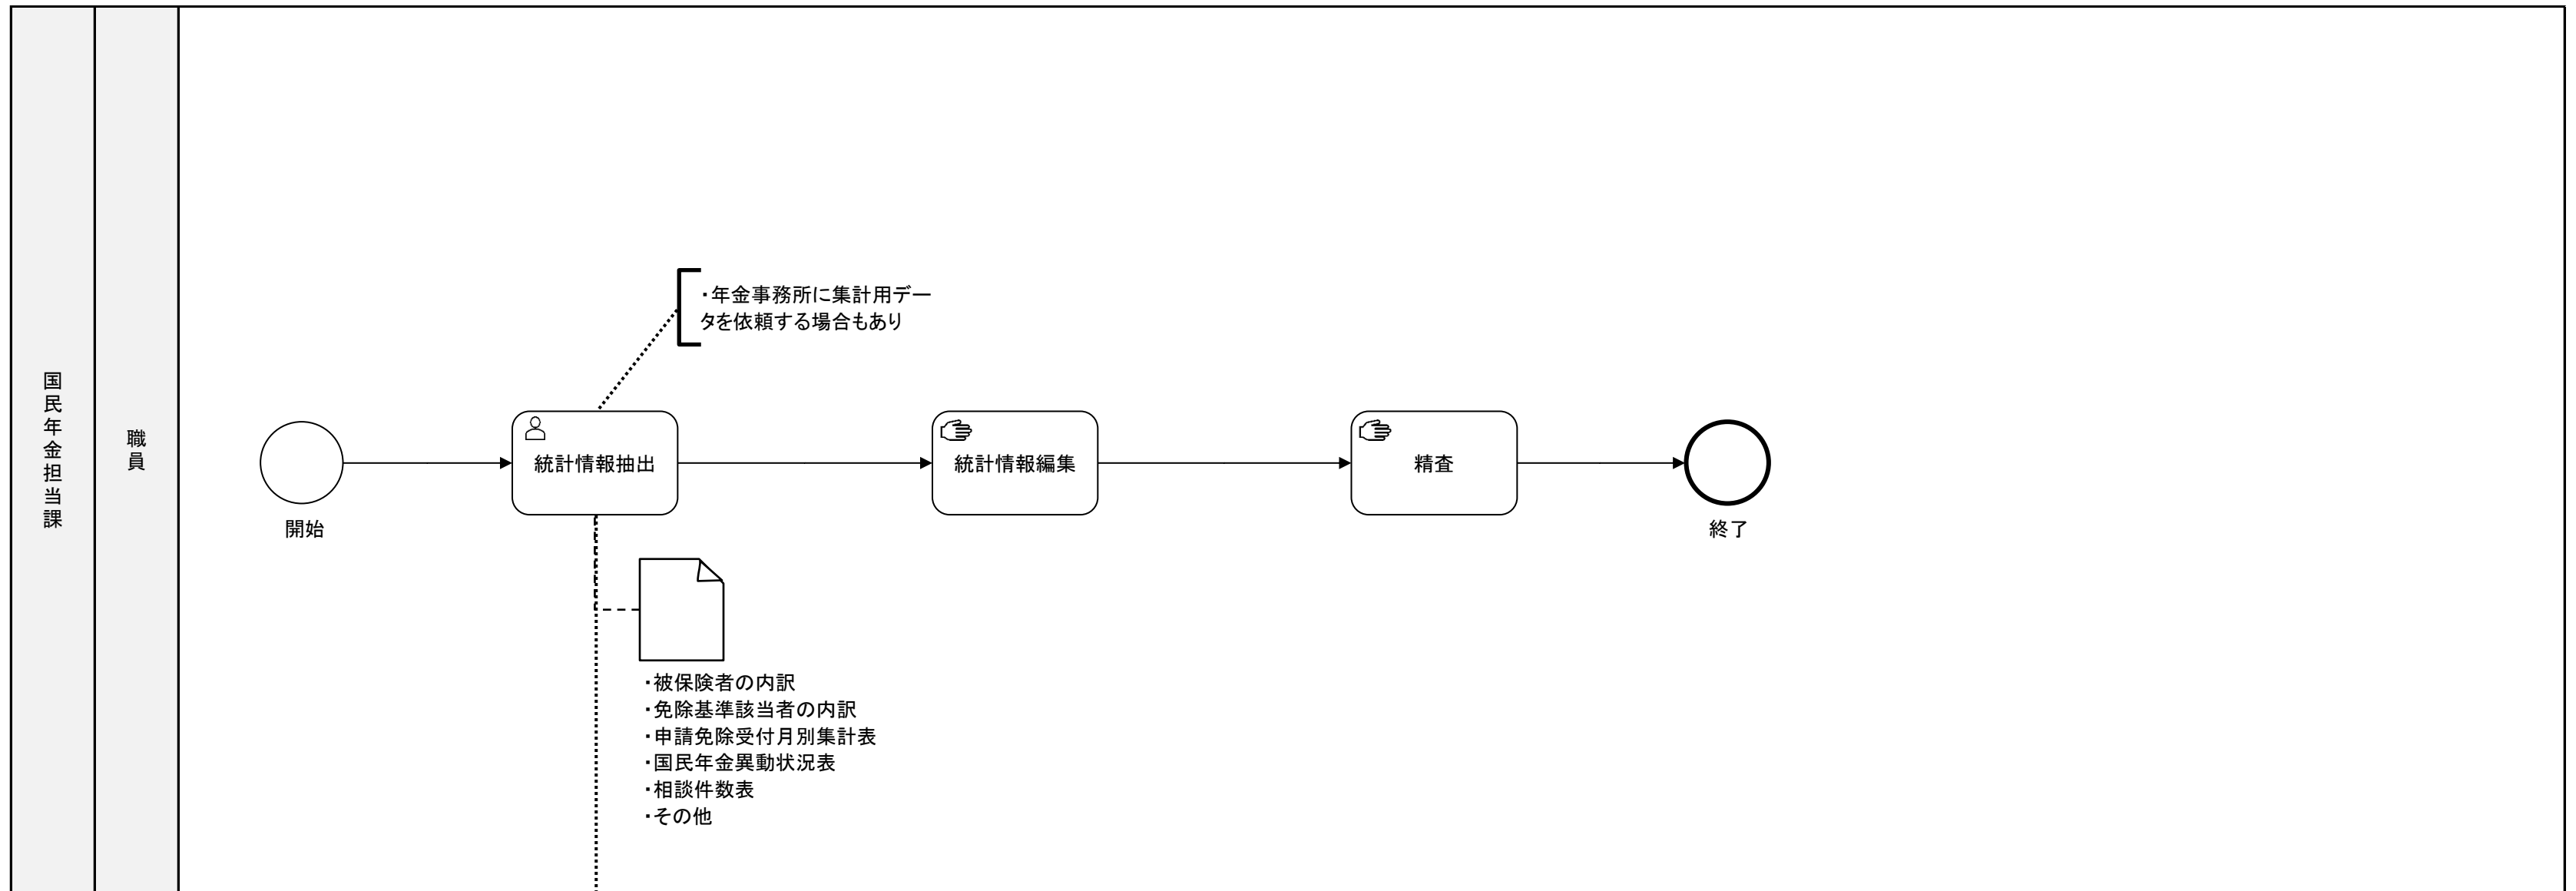 国民年金担当課
職員
・年金事務所に集計用デー
タを依頼する場合もあり
開始
統計情報抽出
統計情報編集
精査
終了
・被保険者の内訳
・免除基準該当者の内訳
・申請免除受付月別集計表
・国民年金異動状況表
・相談件数表
・その他